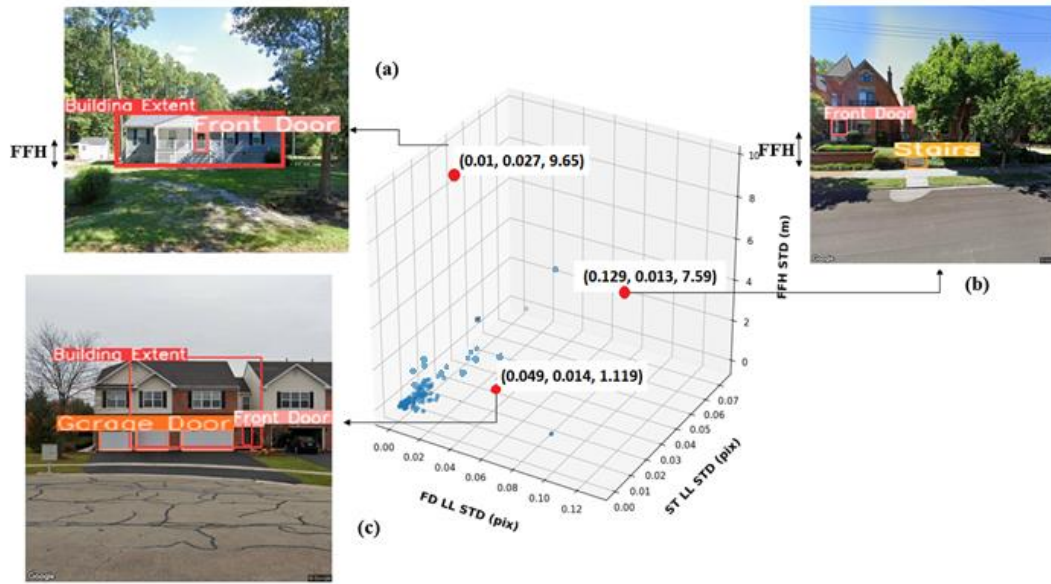 (a)
Building Extent
Front Door
FFH
(0.01, 0.027, 9.65)
Front Door
Stairs
FFH
Google
(b)
(0.129, 0.013, 7.59)
(0.049, 0.014, 1.119)
10
8
6
4
2
0
FFH STD (m)
0.00
0.02
0.04
0.06
0.08
0.10
0.12
FD LL STD (pix)
0.00
0.01
0.02
0.03
0.04
0.05
0.06
0.07
ST LL STD (pix)
Building Extent
Garage Door
Front Door
Google
(c)